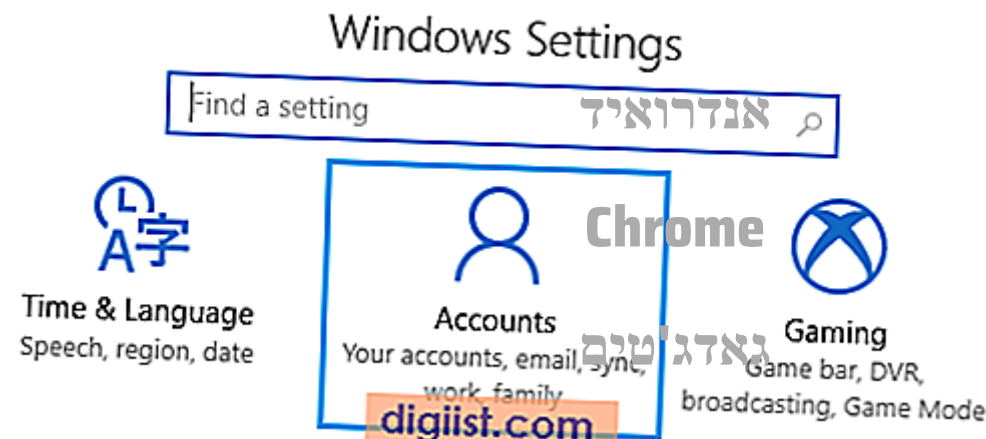 Windows Settings
Find a setting
אנדרואיד
Chrome
Time & Language
Speech, region, date
Accounts
Your accounts, email, sync,
work, family
גאדג'טים
Gaming
Game bar, DVR,
broadcasting, Game Mode
digiist.com